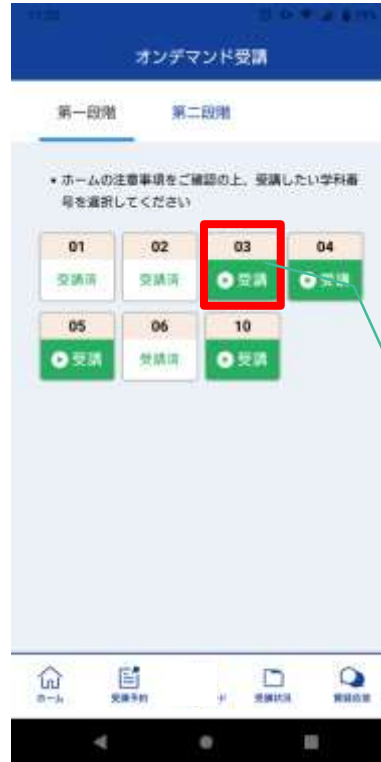 オンデマンド受講
第一段階 第二段階
• ホームの注意事項をご確認の上、受講したい学科番
号を選択してください
01 02 03 04
受講済 受講済 受講 受講
05 06 10
受講 受講済 受講
ホーム 受講予約 ド 受講状況